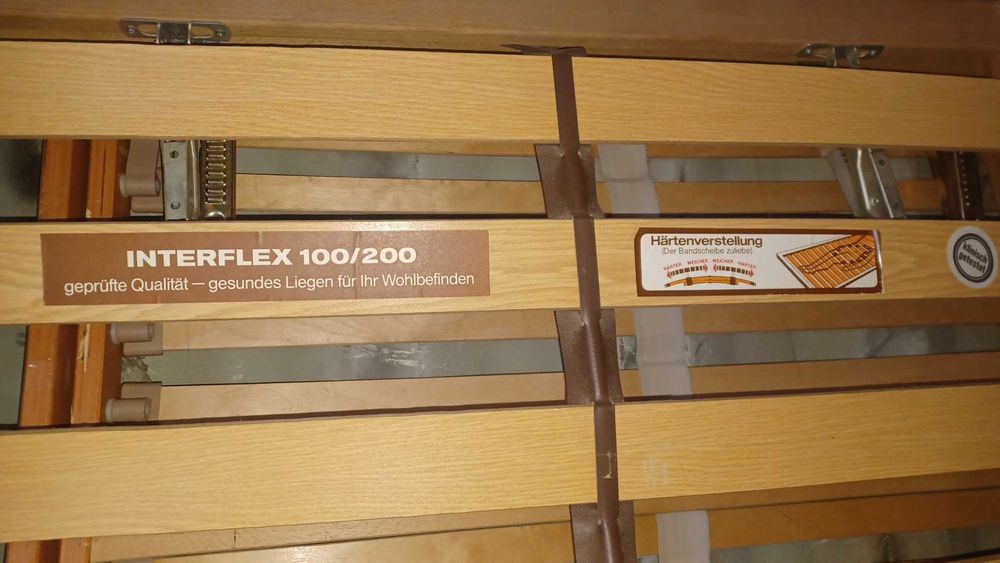 INTERFLEX 100/200
geprüfte Qualität — gesundes Liegen für Ihr Wohlbefinden
Härtenverstellung
(Der Bandscheibe zuliebe)
HÄRTER WEICHER WEICHER HÄRTER
klinisch
getestet